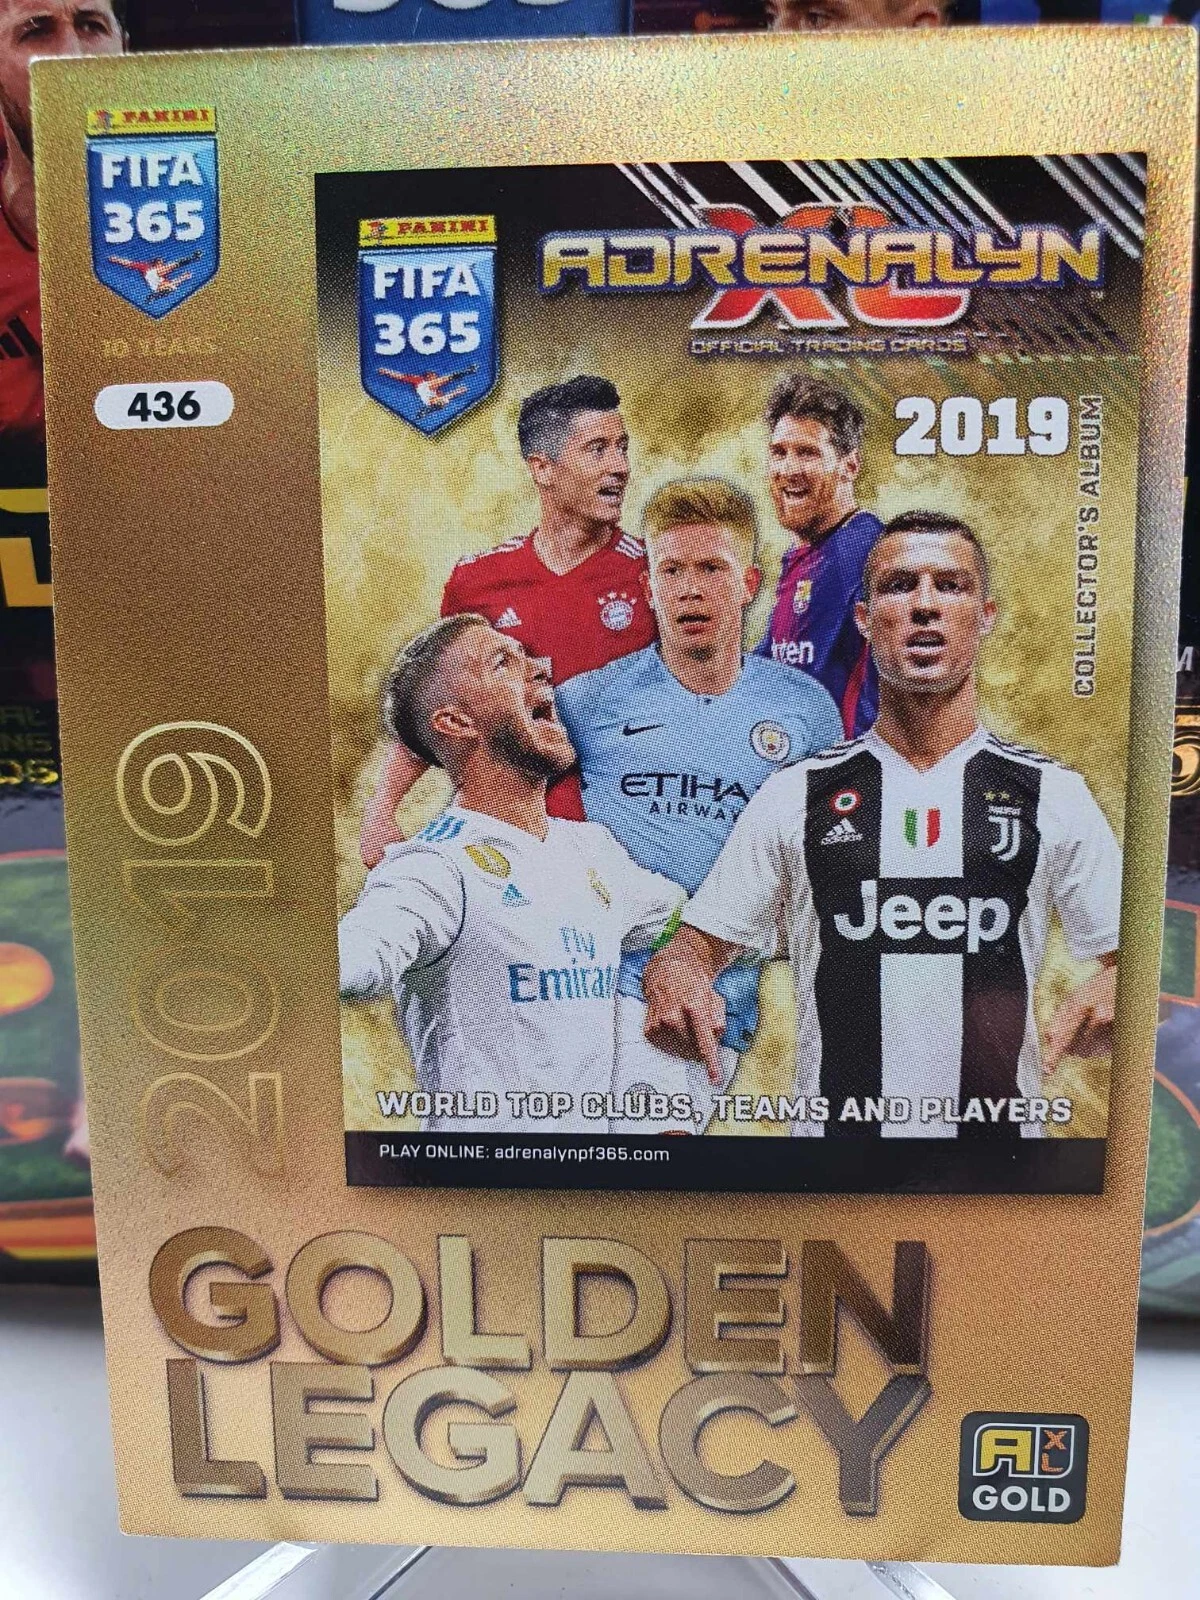 PANINI
FIFA
365
10 YEARS
436
2019
PANINI
FIFA
365
ADRENALYN
XL
OFFICIAL TRADING CARDS
2019
COLLECTOR'S ALBUM
adidas
ETIHA
AIRWAY
Fly
Emirat
Jeep
WORLD TOP CLUBS, TEAMS AND PLAYERS
PLAY ONLINE: adrenalynpf365.com
GOLDEN
LEGACY
AXL
GOLD